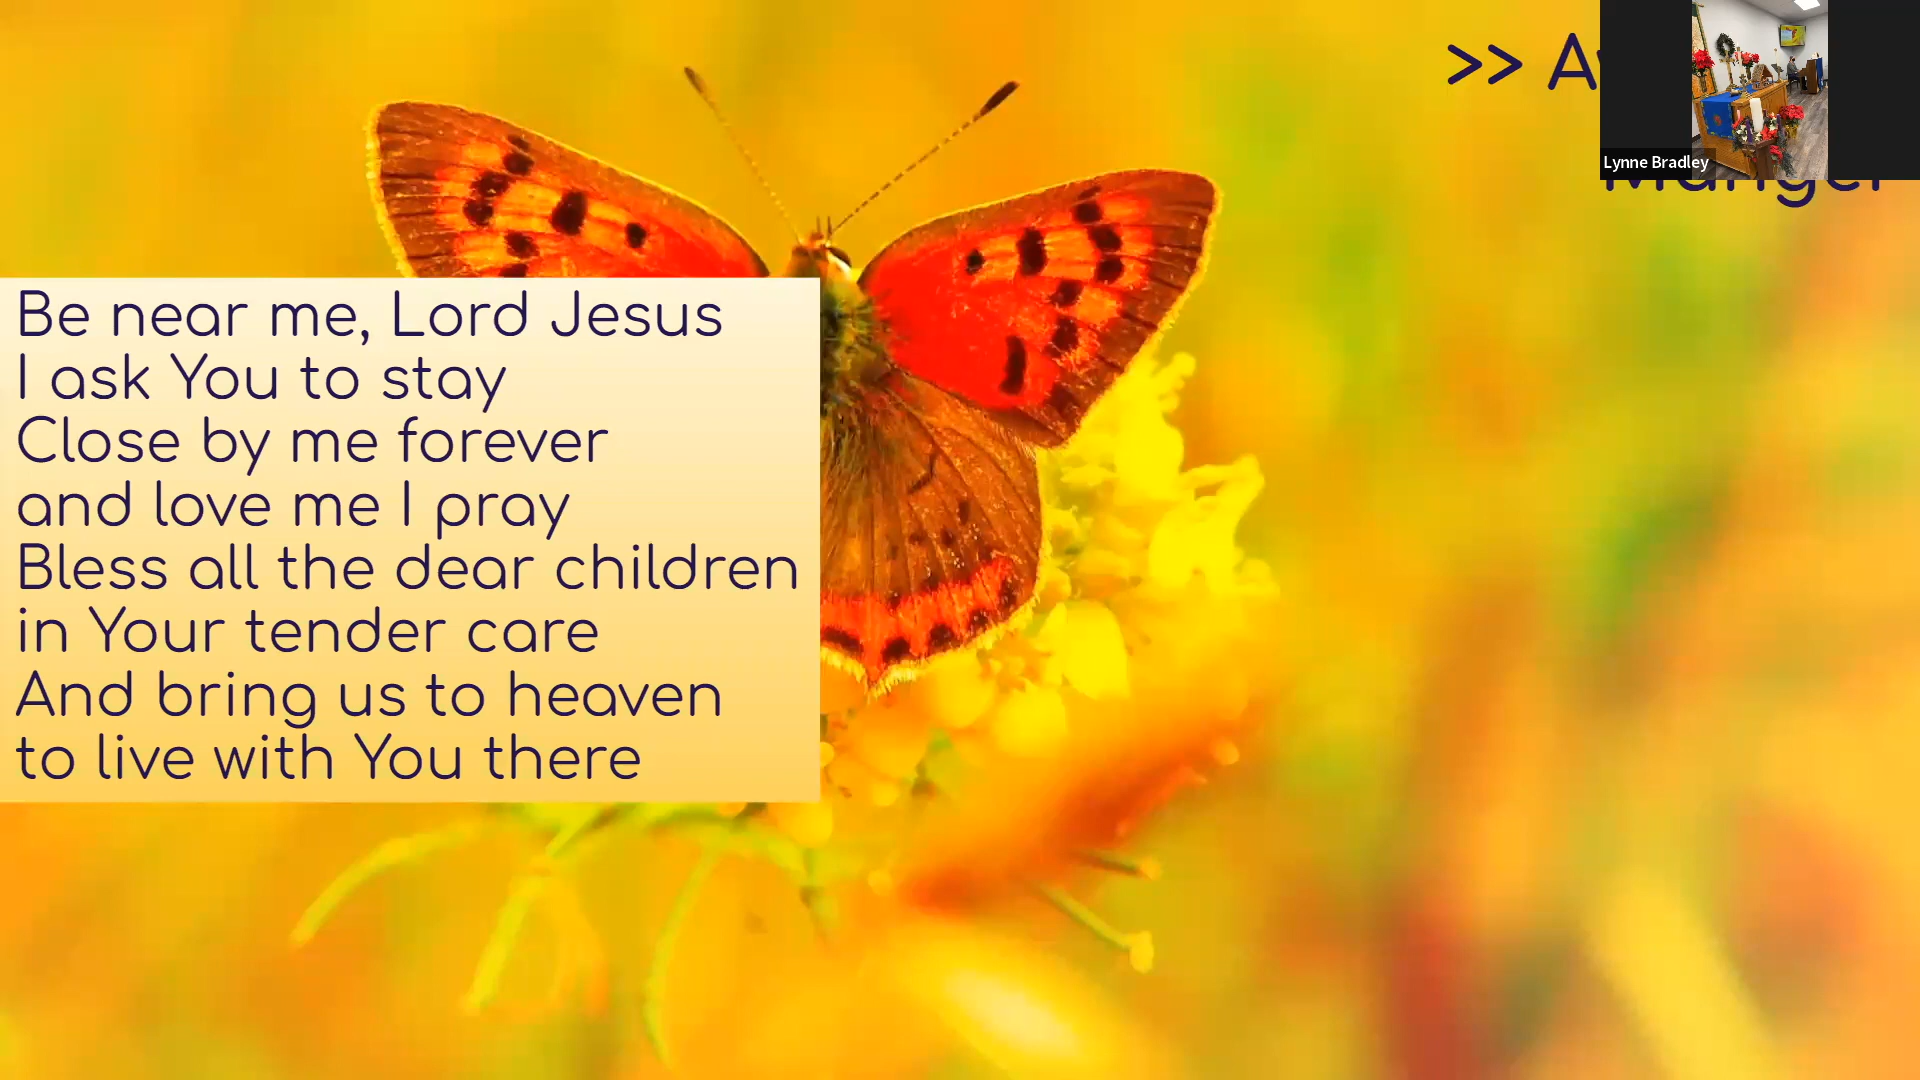 >>
Lynne Bradley
Manger
Be near me, Lord Jesus
I ask You to stay
Close by me forever
and love me I pray
Bless all the dear children
in Your tender care
And bring us to heaven
to live with You there